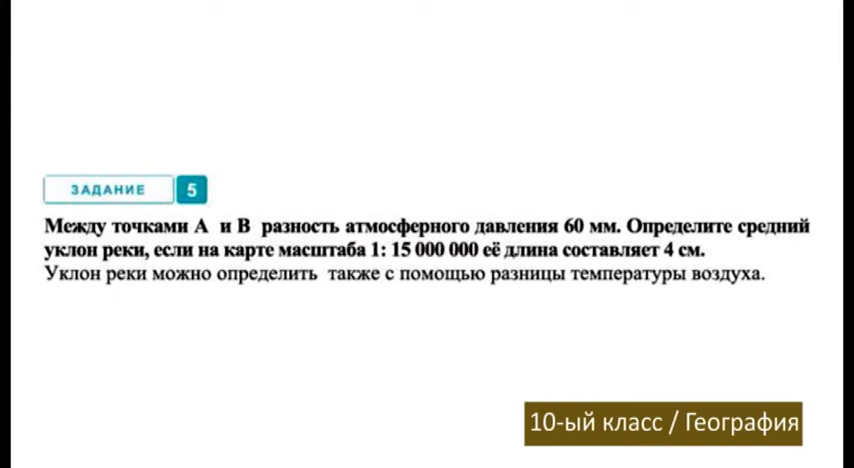 ЗАДАНИЕ 5
Между точками А и В разность атмосферного давления 60 мм. Определите средний
уклон реки, если на карте масштаба 1: 15 000 000 её длина составляет 4 см.
Уклон реки можно определить также с помощью разницы температуры воздуха.
10-ый класс / География